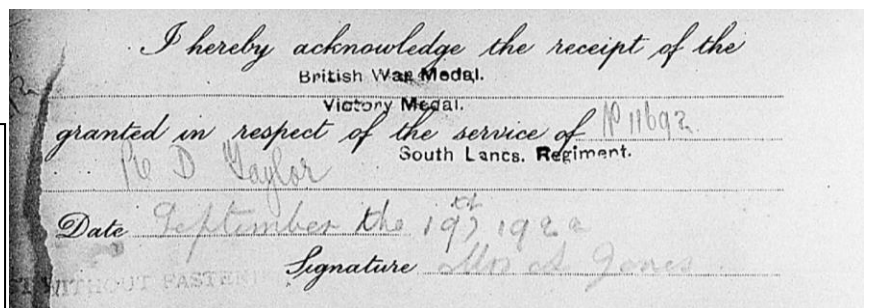 I hereby acknowledge the receipt of the
British War Medal.
Victory Medal.
granted in respect of the service of No 11692
South Lancs. Regiment.
Pte D Taylor
Date September the 19th 1922
Signature Mrs A Jones
WITHOUT FASTEN